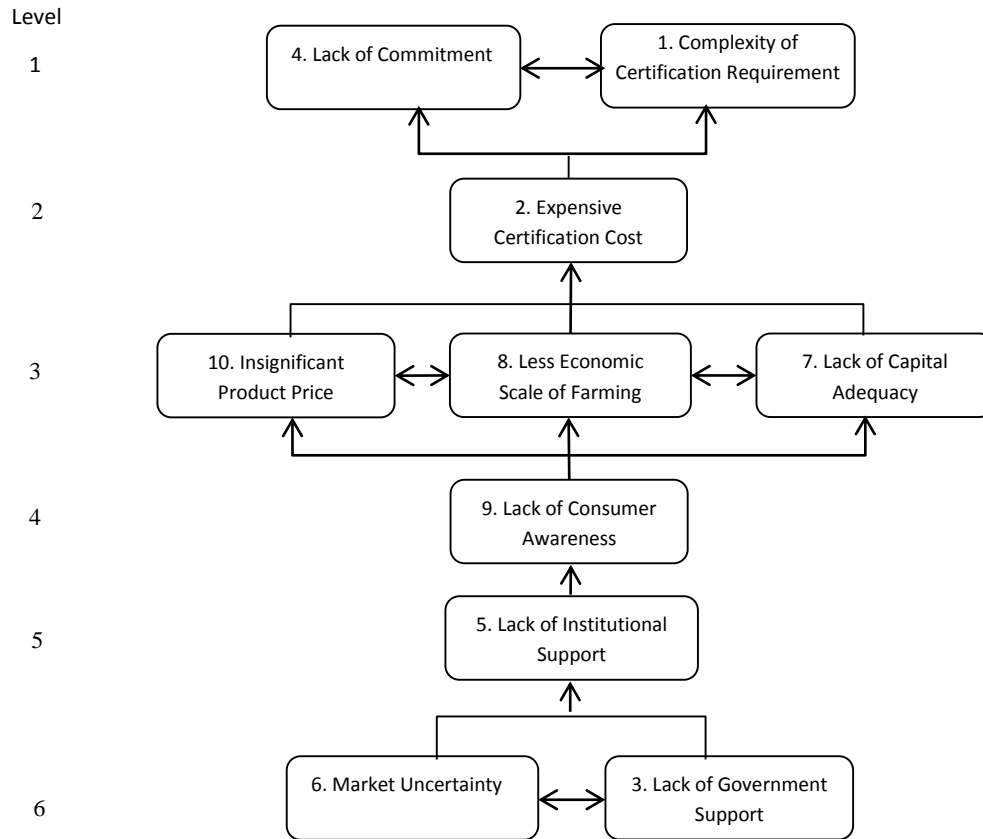 Level
1
4. Lack of Commitment
1. Complexity of
Certification Requirement
2
2. Expensive
Certification Cost
3
10. Insignificant
Product Price
8. Less Economic
Scale of Farming
7. Lack of Capital
Adequacy
4
9. Lack of Consumer
Awareness
5
5. Lack of Institutional
Support
6
6. Market Uncertainty
3. Lack of Government
Support